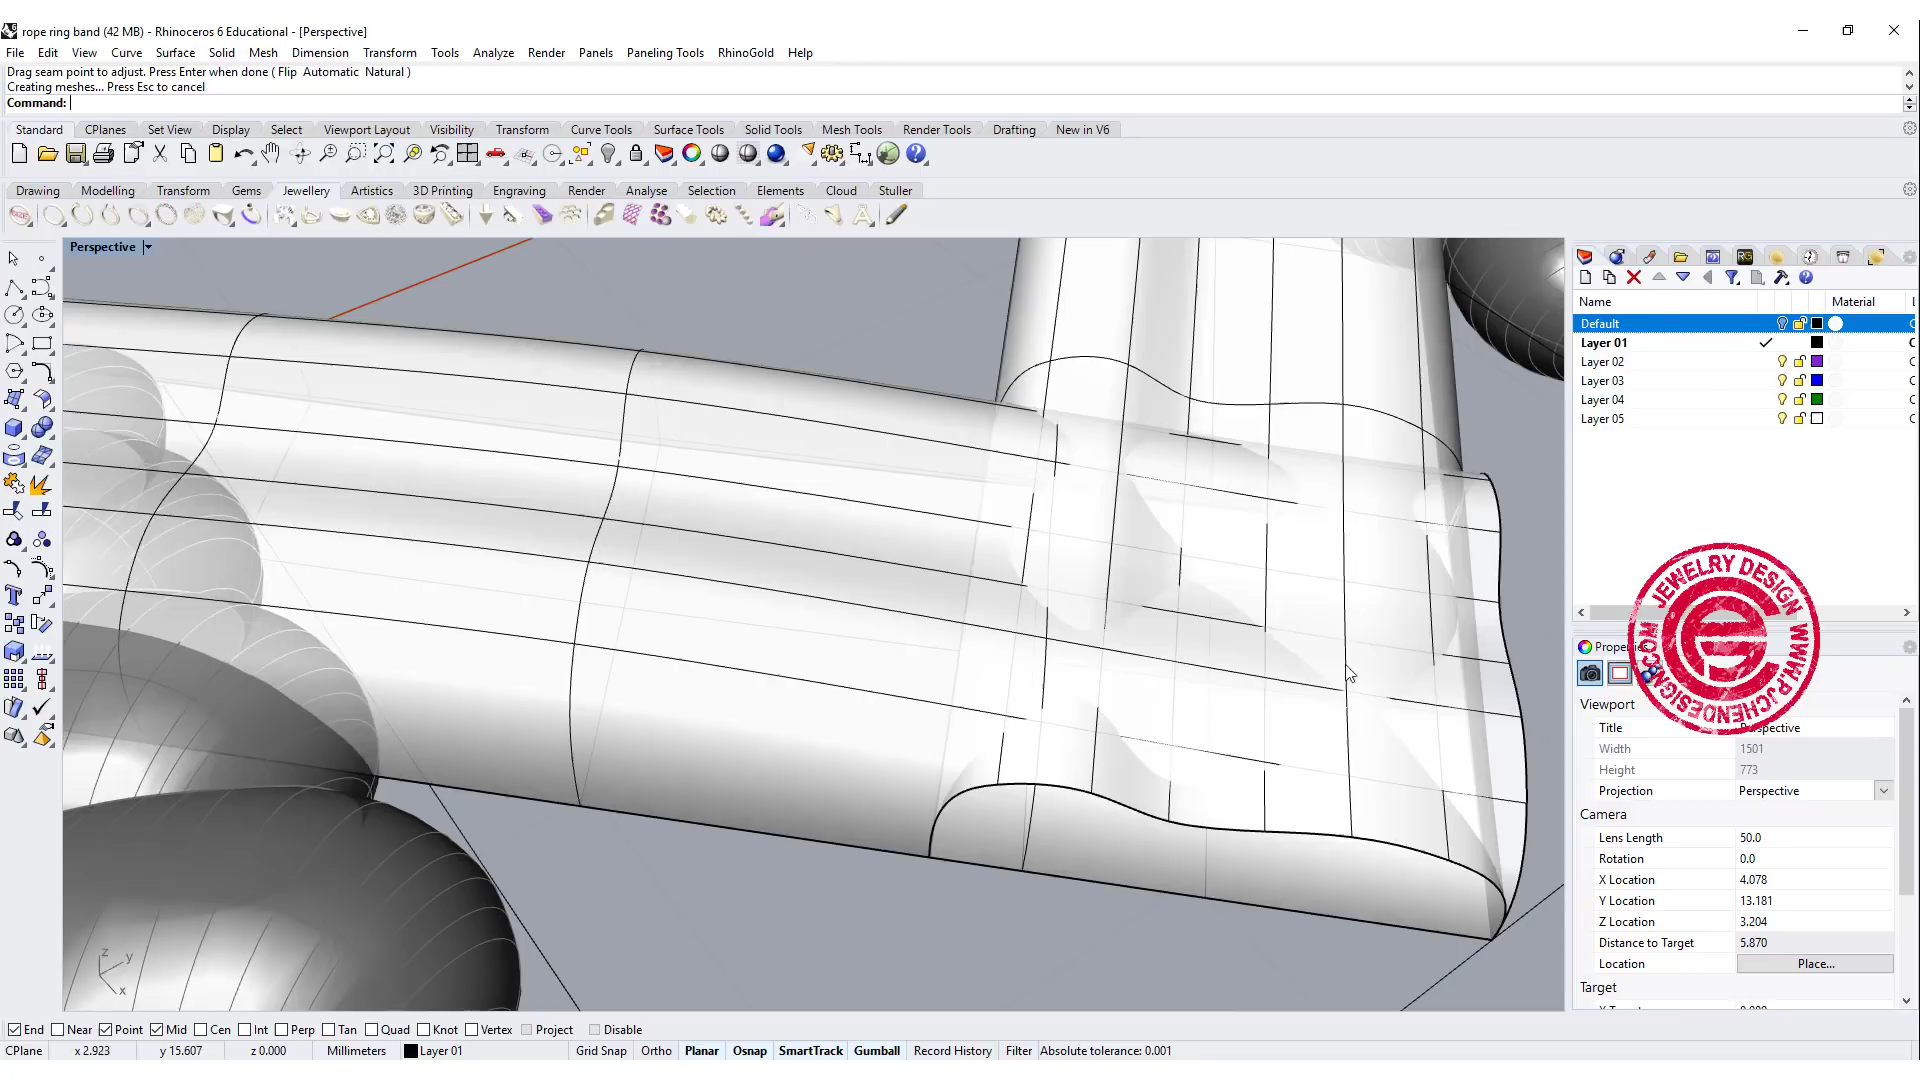 rope ring band (42 MB) - Rhinoceros 6 Educational - [Perspective]
File Edit View Curve Surface Solid Mesh Dimension Transform Tools Analyze Render Panels Paneling Tools RhinoGold Help
Drag seam point to adjust. Press Enter when done ( Flip Automatic Natural )
Creating meshes... Press Esc to cancel
Command:
Standard CPlanes Set View Display Select Viewport Layout Visibility Transform Curve Tools Surface Tools Solid Tools Mesh Tools Render Tools Drafting New in V6
Drawing Modelling Transform Gems Jewellery Artistics 3D Printing Engraving Render Analyse Selection Elements Cloud Stuller
Perspective
Name Material
Default
Layer 01
Layer 02
Layer 03
Layer 04
Layer 05
JEWELRY DESIGN WWW.PJCHENDESIGN.COM
Properties
Viewport
Title Perspective
Width 1501
Height 773
Projection Perspective
Camera
Lens Length 50.0
Rotation 0.0
X Location 4.078
Y Location 13.181
Z Location 3.204
Distance to Target 5.870
Location Place...
Target
z
y
x
End Near Point Mid Cen Int Perp Tan Quad Knot Vertex Project Disable
CPlane x 2.923 y 15.607 z 0.000 Millimeters Layer 01 Grid Snap Ortho Planar Osnap SmartTrack Gumball Record History Filter Absolute tolerance: 0.001